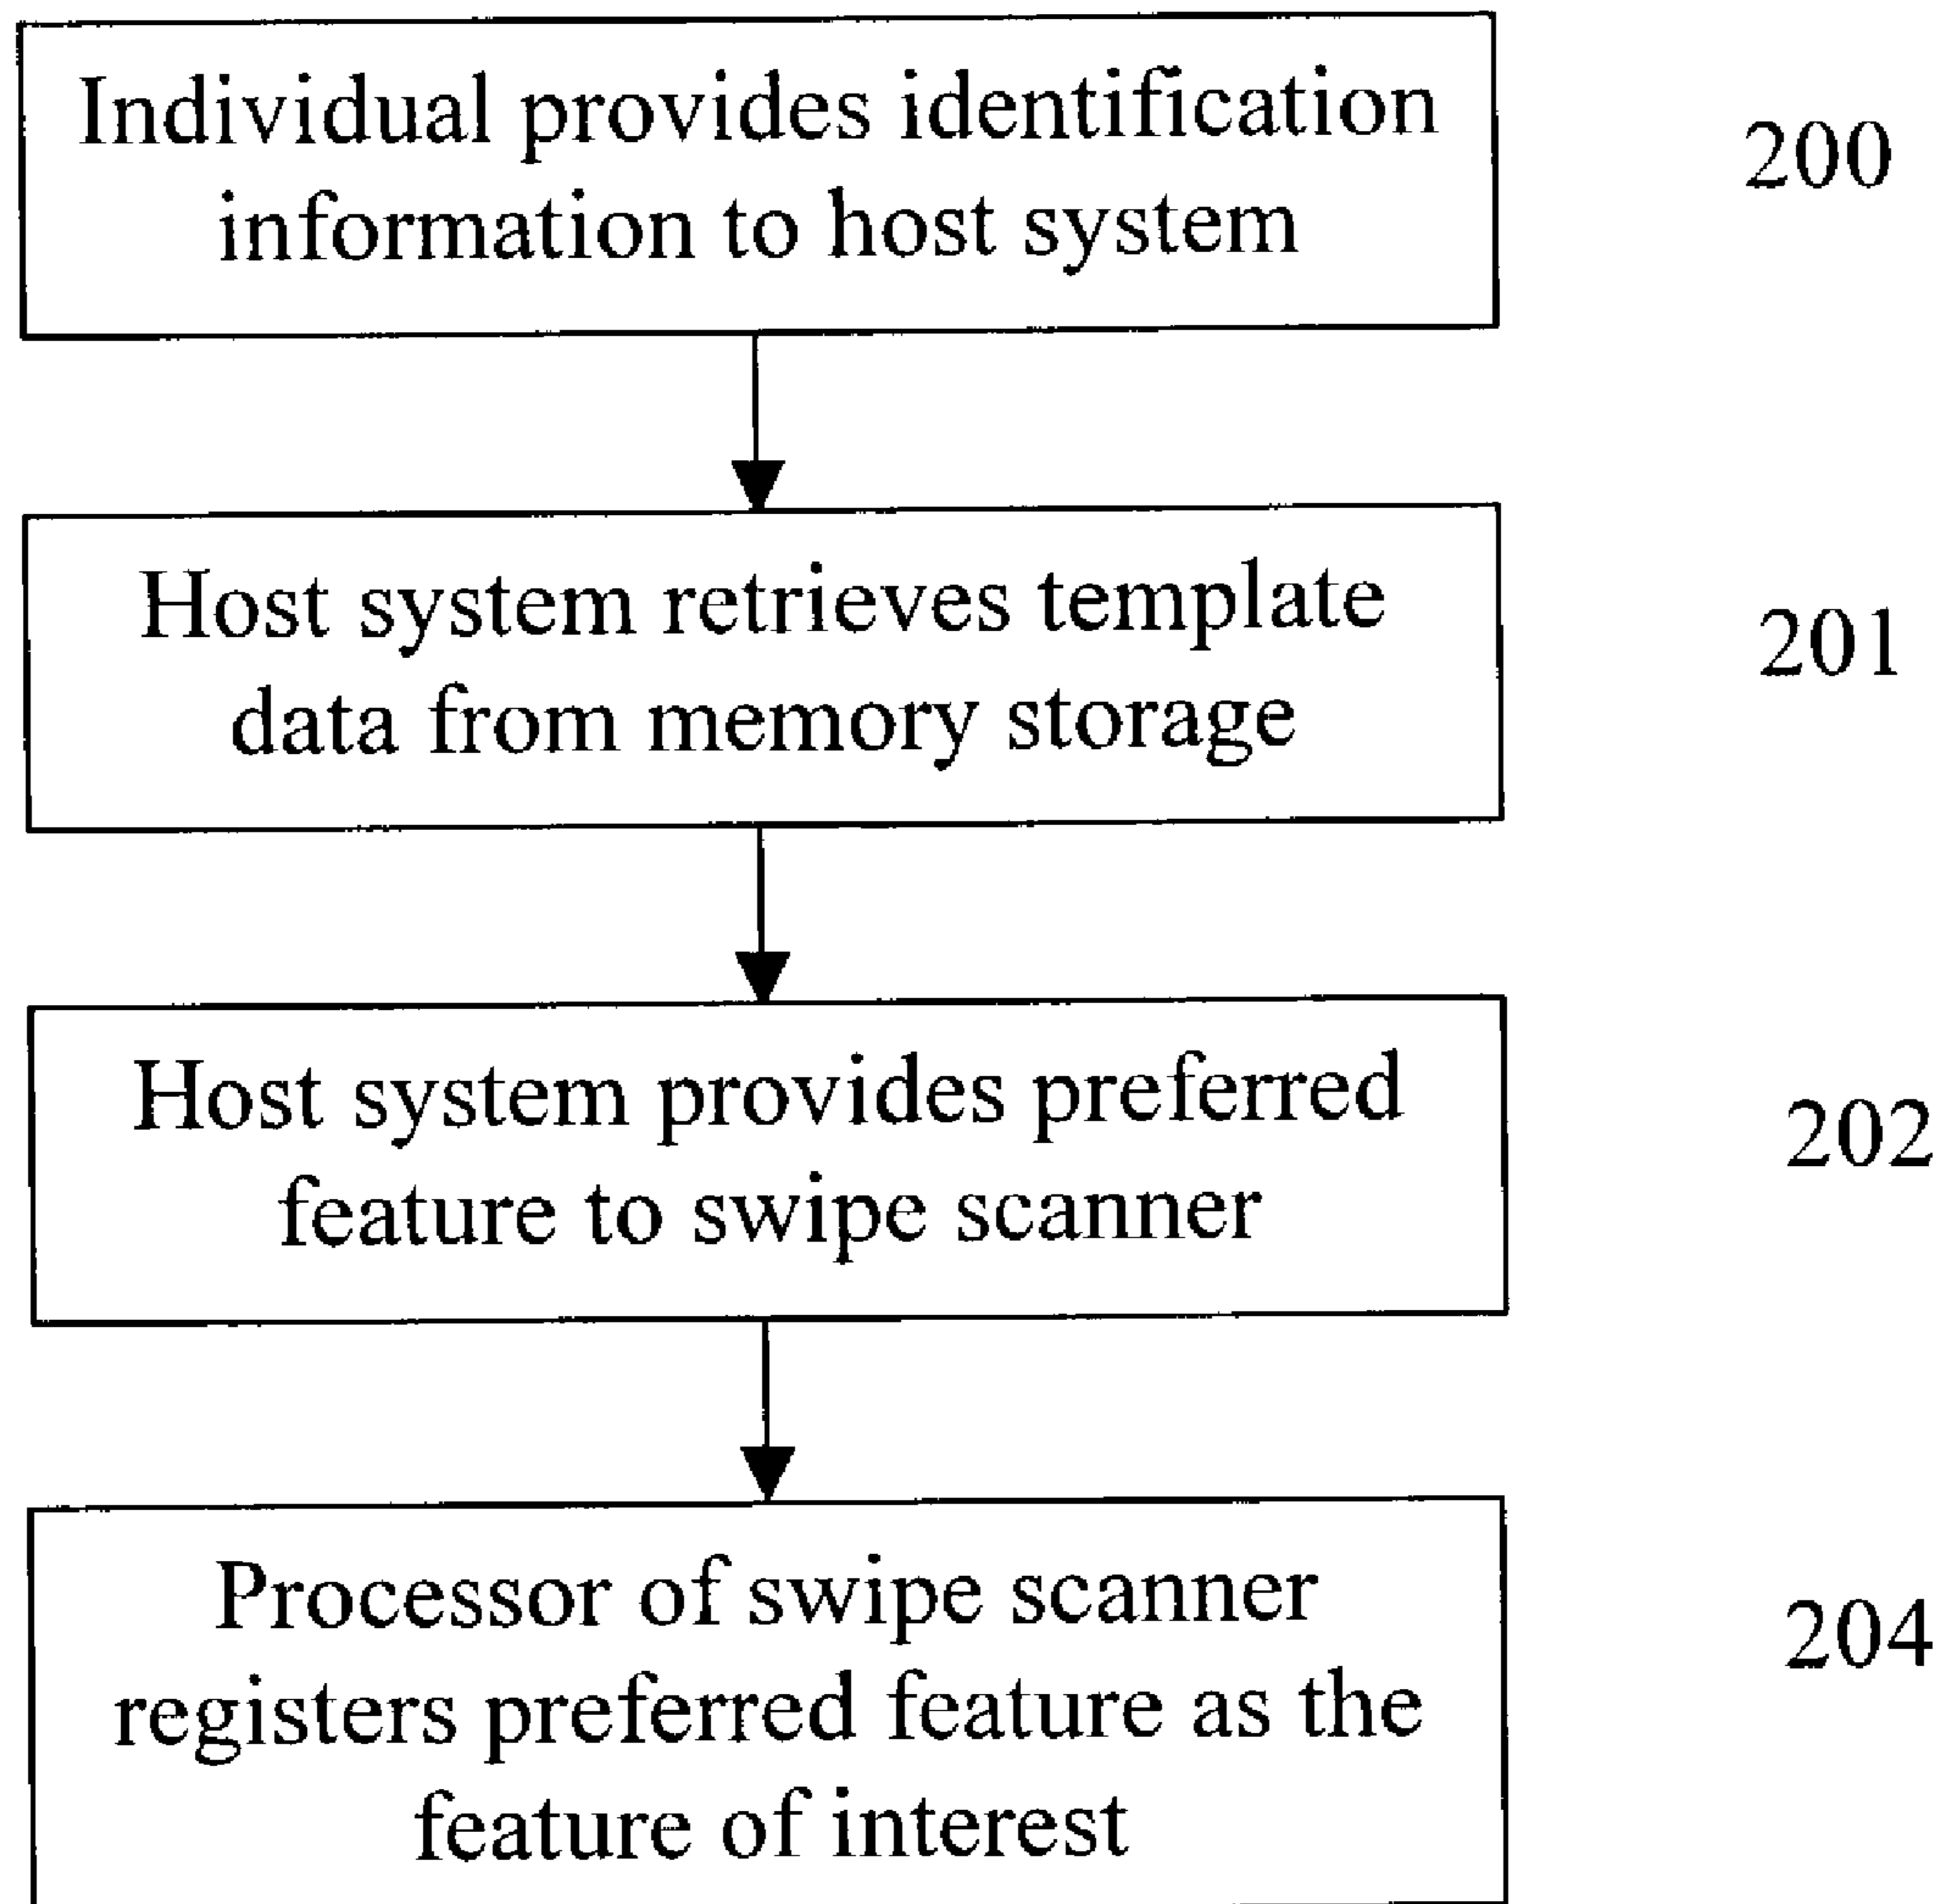 Individual provides identification
information to host system
200
Host system retrieves template
data from memory storage
201
Host system provides preferred
feature to swipe scanner
202
Processor of swipe scanner
registers preferred feature as the
feature of interest
204